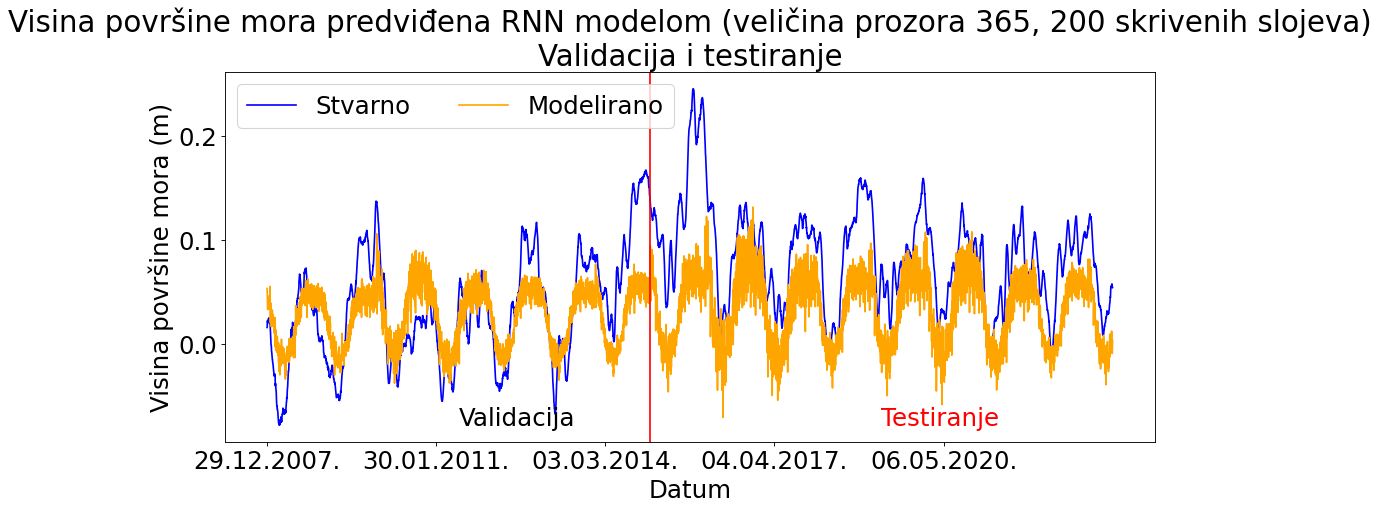 Visina površine mora predviđena RNN modelom (veličina prozora 365, 200 skrivenih slojeva)
Validacija i testiranje
Stvarno
Modelirano
Visina površine mora (m)
0.2
0.1
0.0
Validacija
Testiranje
29.12.2007.
30.01.2011.
03.03.2014.
04.04.2017.
06.05.2020.
Datum